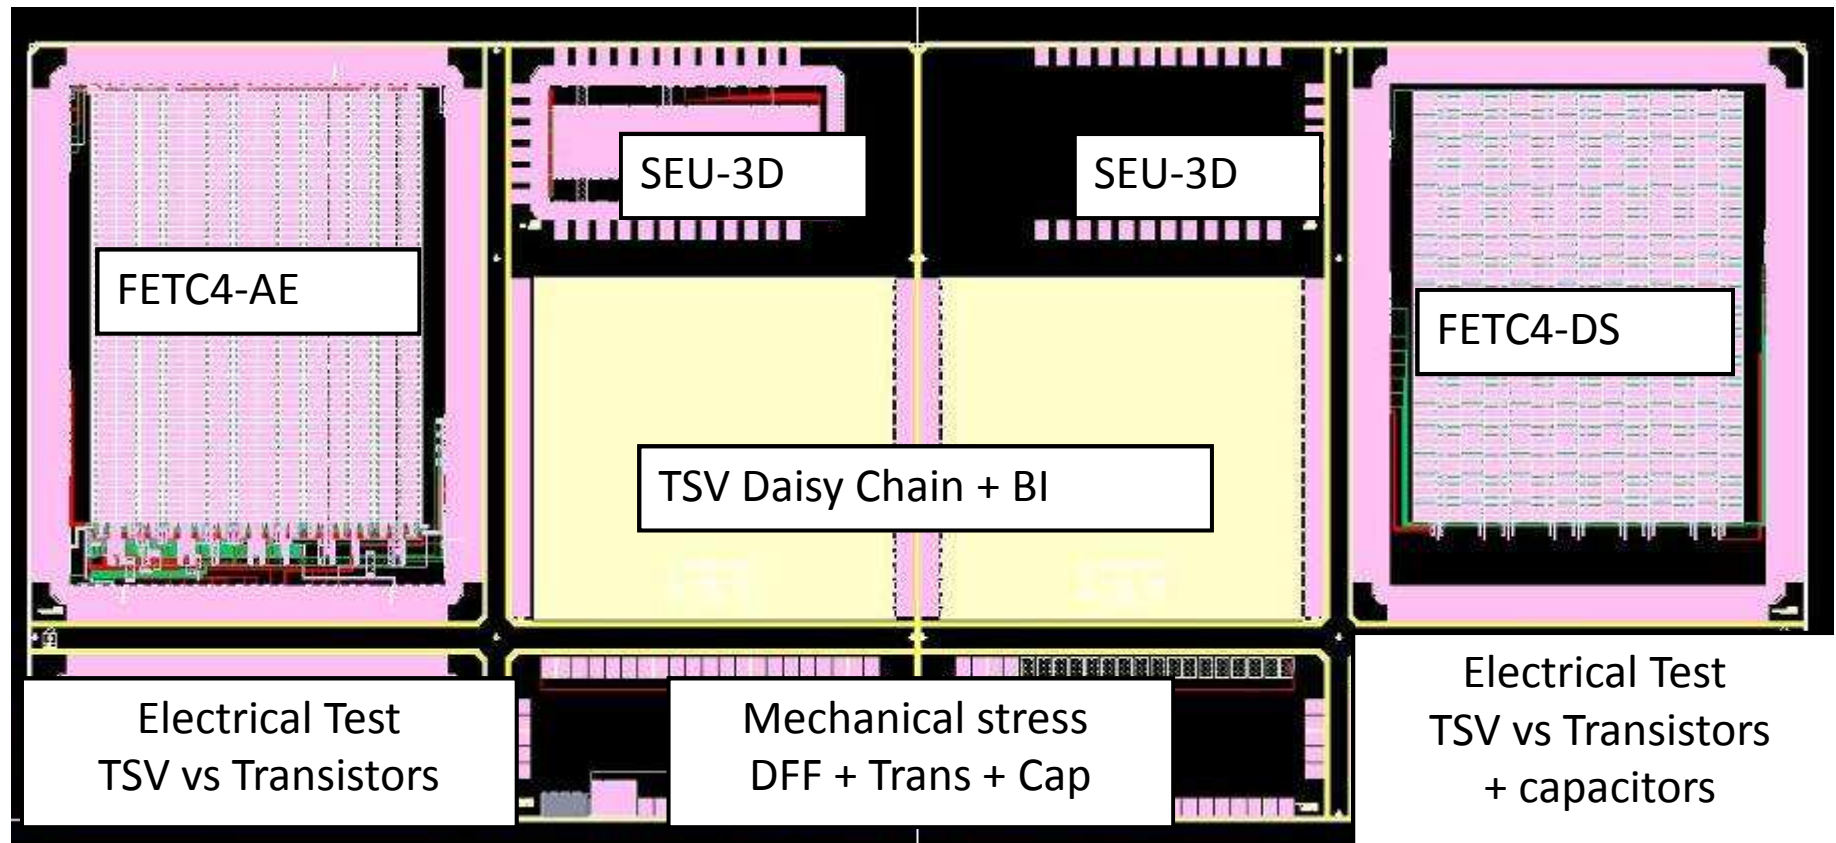 SEU-3D
SEU-3D
FETC4-AE
FETC4-DS
TSV Daisy Chain + BI
Electrical Test
TSV vs Transistors
Mechanical stress
DFF + Trans + Cap
Electrical Test
TSV vs Transistors
+ capacitors